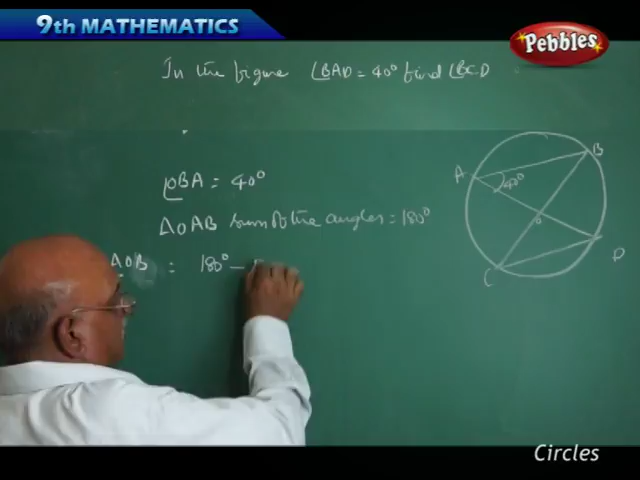 9th MATHEMATICS
Pebbles
In the figure ∠BAD = 40° find ∠BCD
∠OBA = 40°
ΔOAB sum of the angles = 180°
AOB = 180° –
A
B
40°
O
C
D
Circles